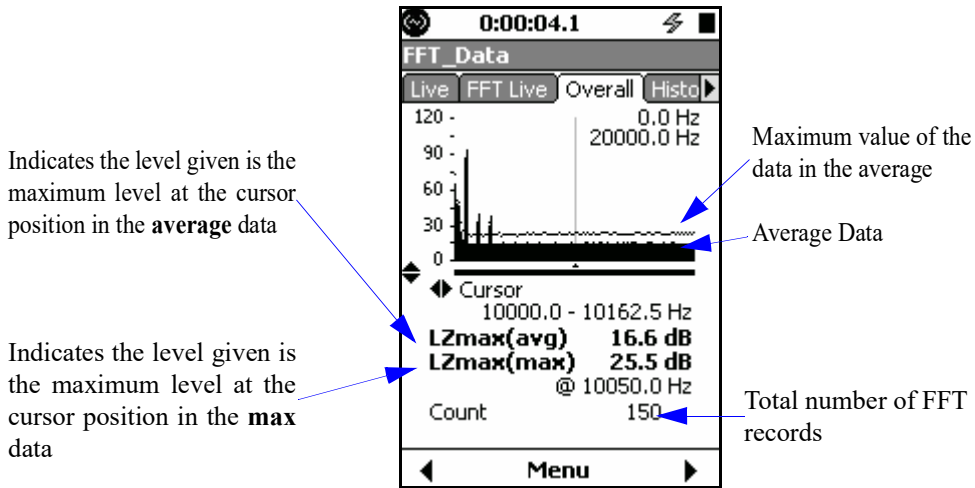 0:00:04.1
FFT_Data
Live FFT Live Overall Histo
120
0.0 Hz
20000.0 Hz
90
60
30
0
Cursor
10000.0 - 10162.5 Hz
LZmax(avg) 16.6 dB
LZmax(max) 25.5 dB
@ 10050.0 Hz
Count 150
Menu
Indicates the level given is the
maximum level at the cursor
position in the average data
Indicates the level given is
the maximum level at the
cursor position in the max
data
Maximum value of the
data in the average
Average Data
Total number of FFT
records